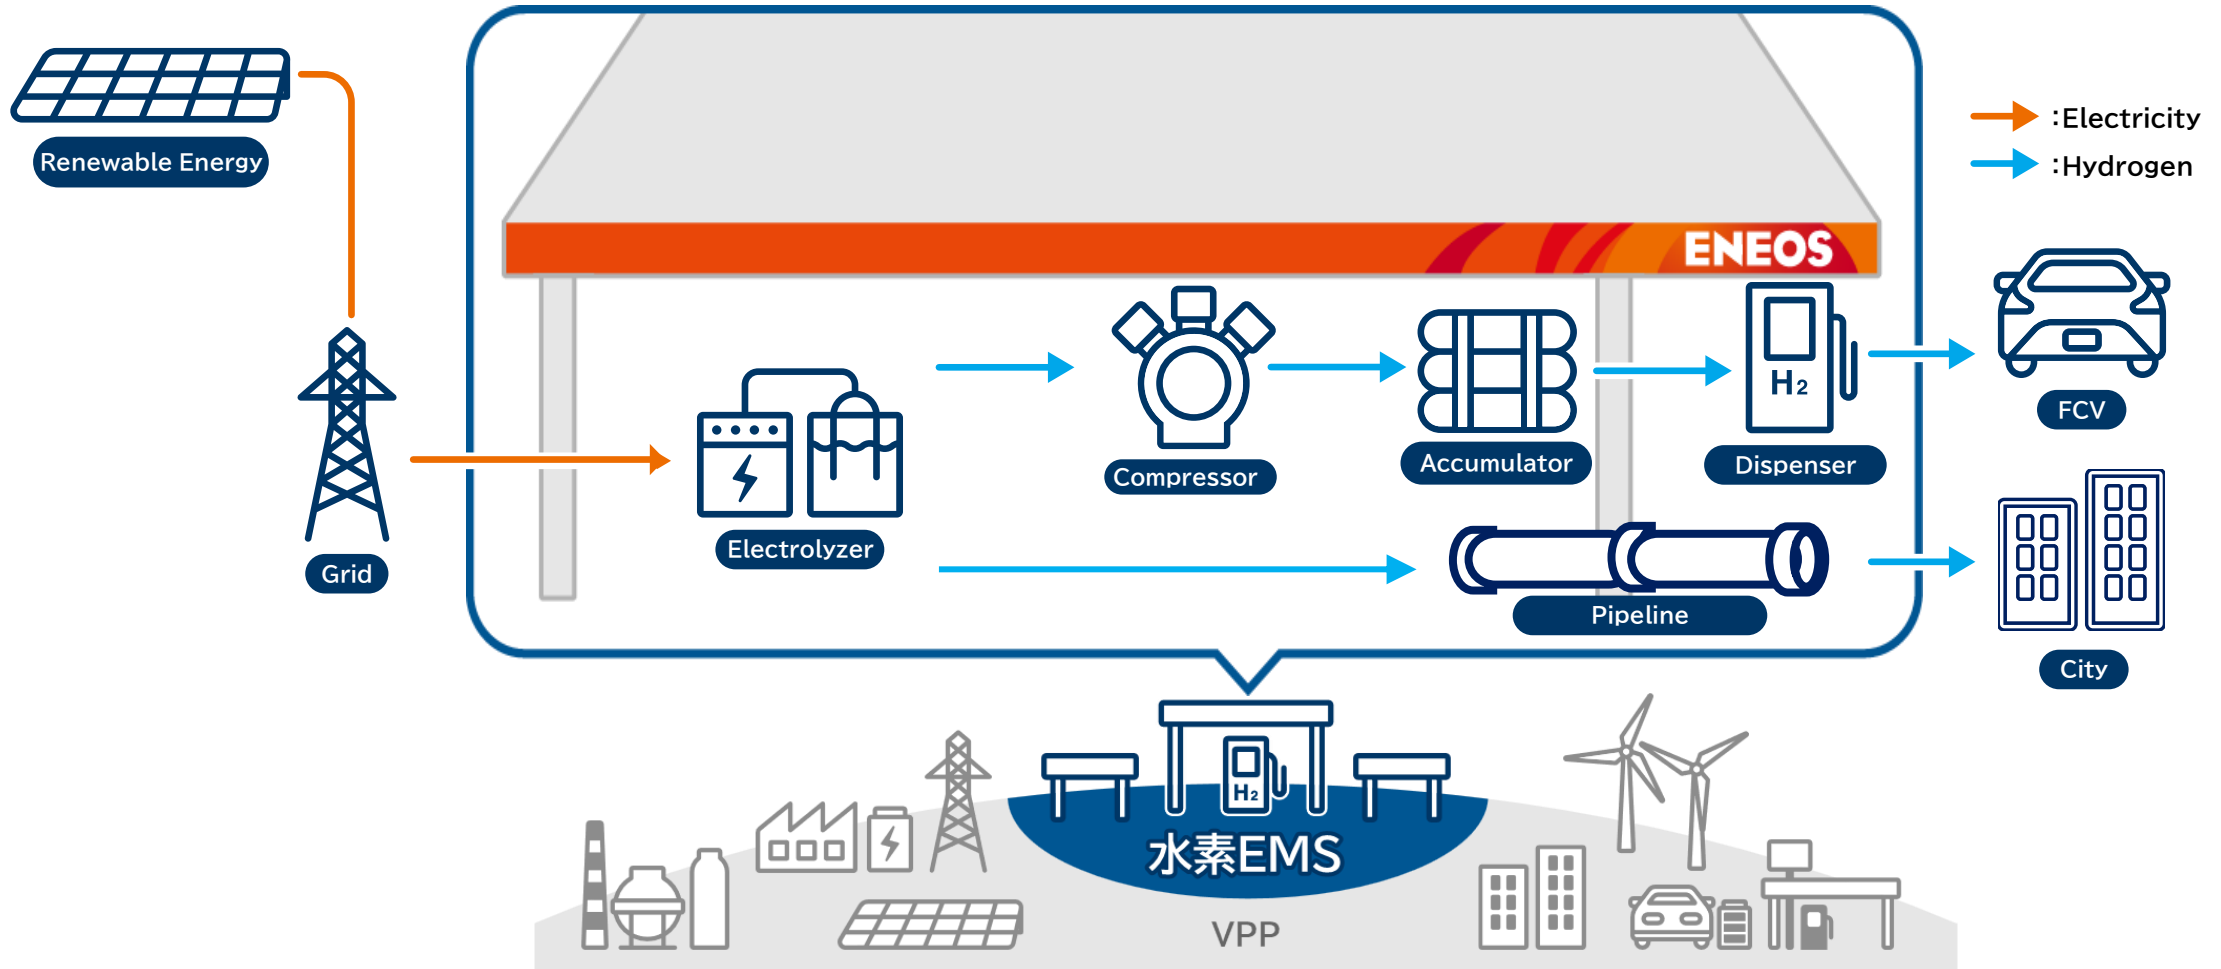 Renewable Energy
:Electricity
:Hydrogen
ENEOS
H2
FCV
Compressor
Accumulator
Dispenser
Electrolyzer
Grid
Pipeline
City
H2
水素EMS
VPP